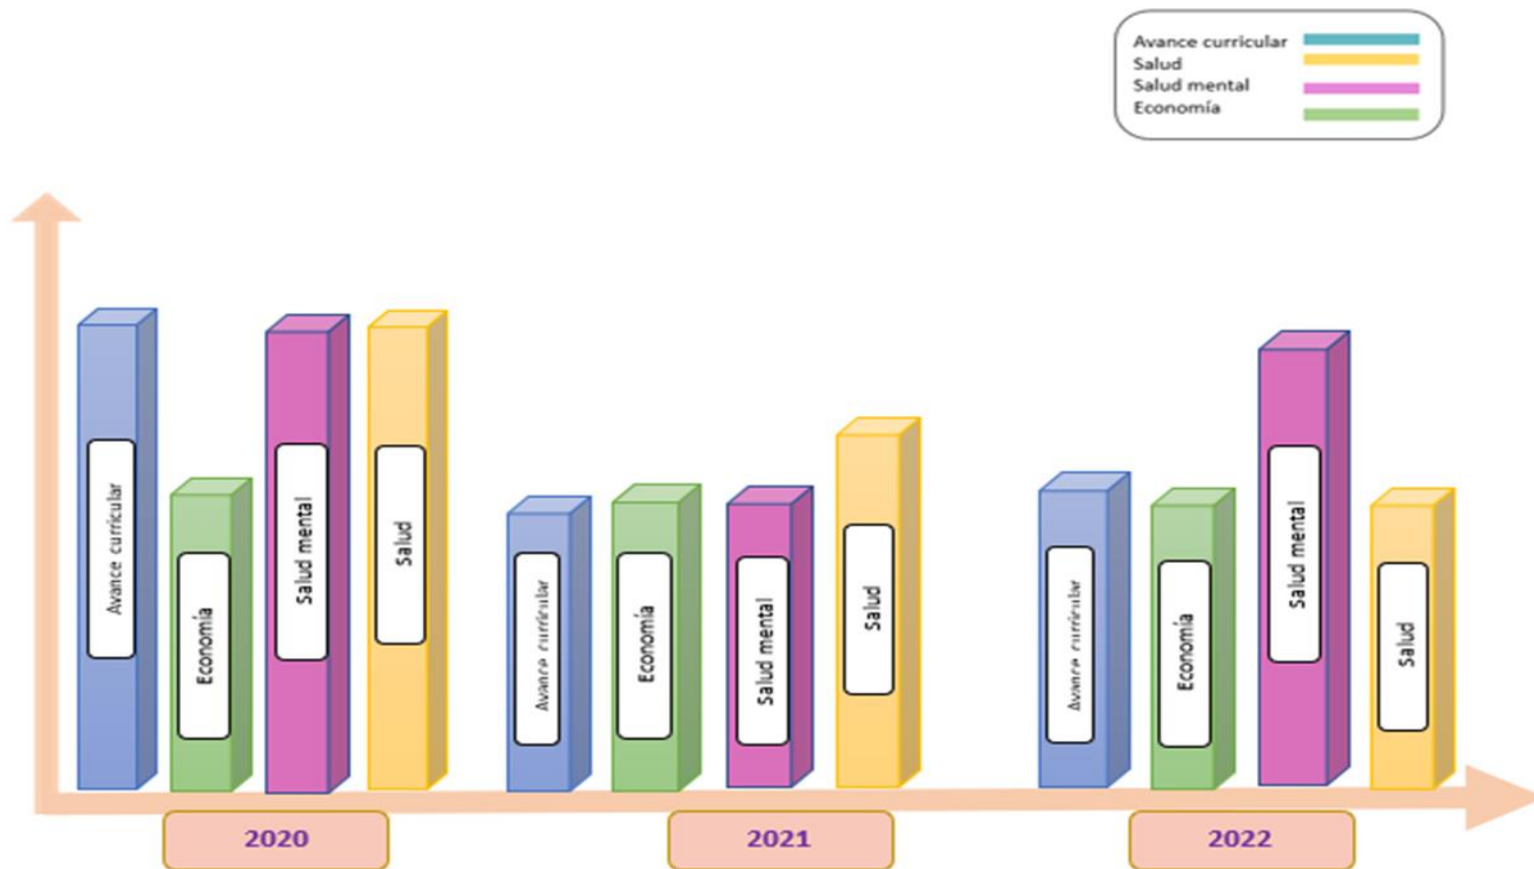 Avance curricular
Salud
Salud mental
Economía
Avance curricular
Economía
Salud mental
Salud
Avance curricular
Economía
Salud mental
Salud
Avance curricular
Economía
Salud mental
Salud
2020
2021
2022